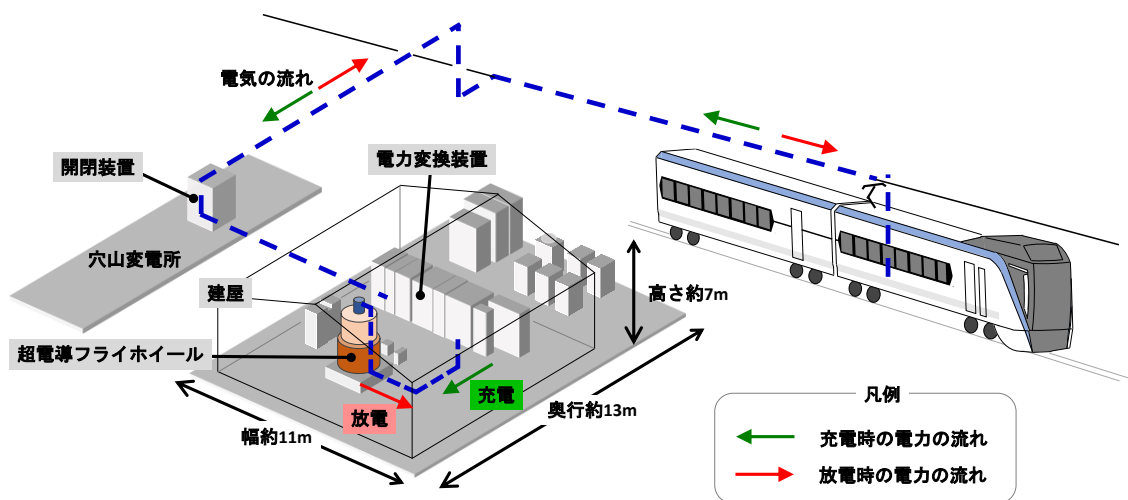 電気の流れ
開閉装置
電力変換装置
穴山変電所
建屋
高さ約7m
超電導フライホイール
充電
放電
奥行約13m
幅約11m
凡例
充電時の電力の流れ
放電時の電力の流れ